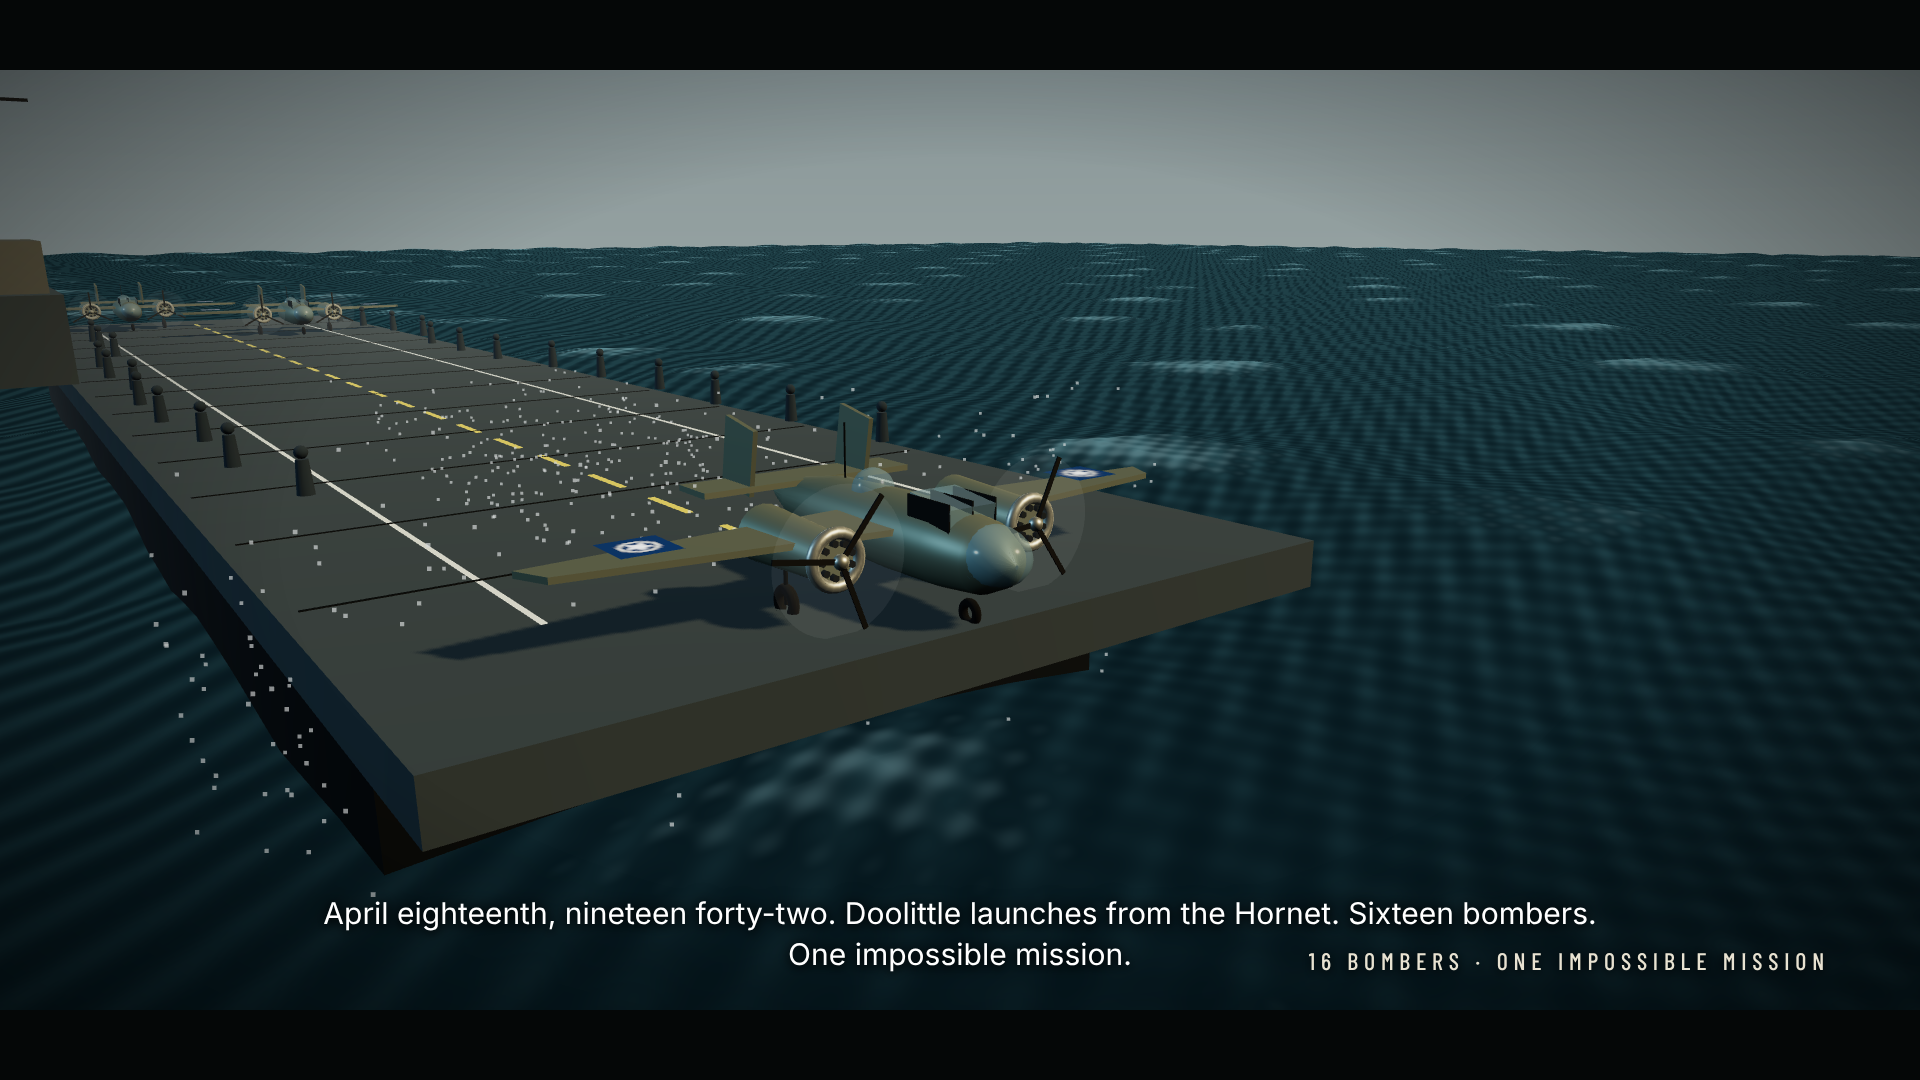 April eighteenth, nineteen forty-two. Doolittle launches from the Hornet. Sixteen bombers.
One impossible mission.
16 BOMBERS · ONE IMPOSSIBLE MISSION